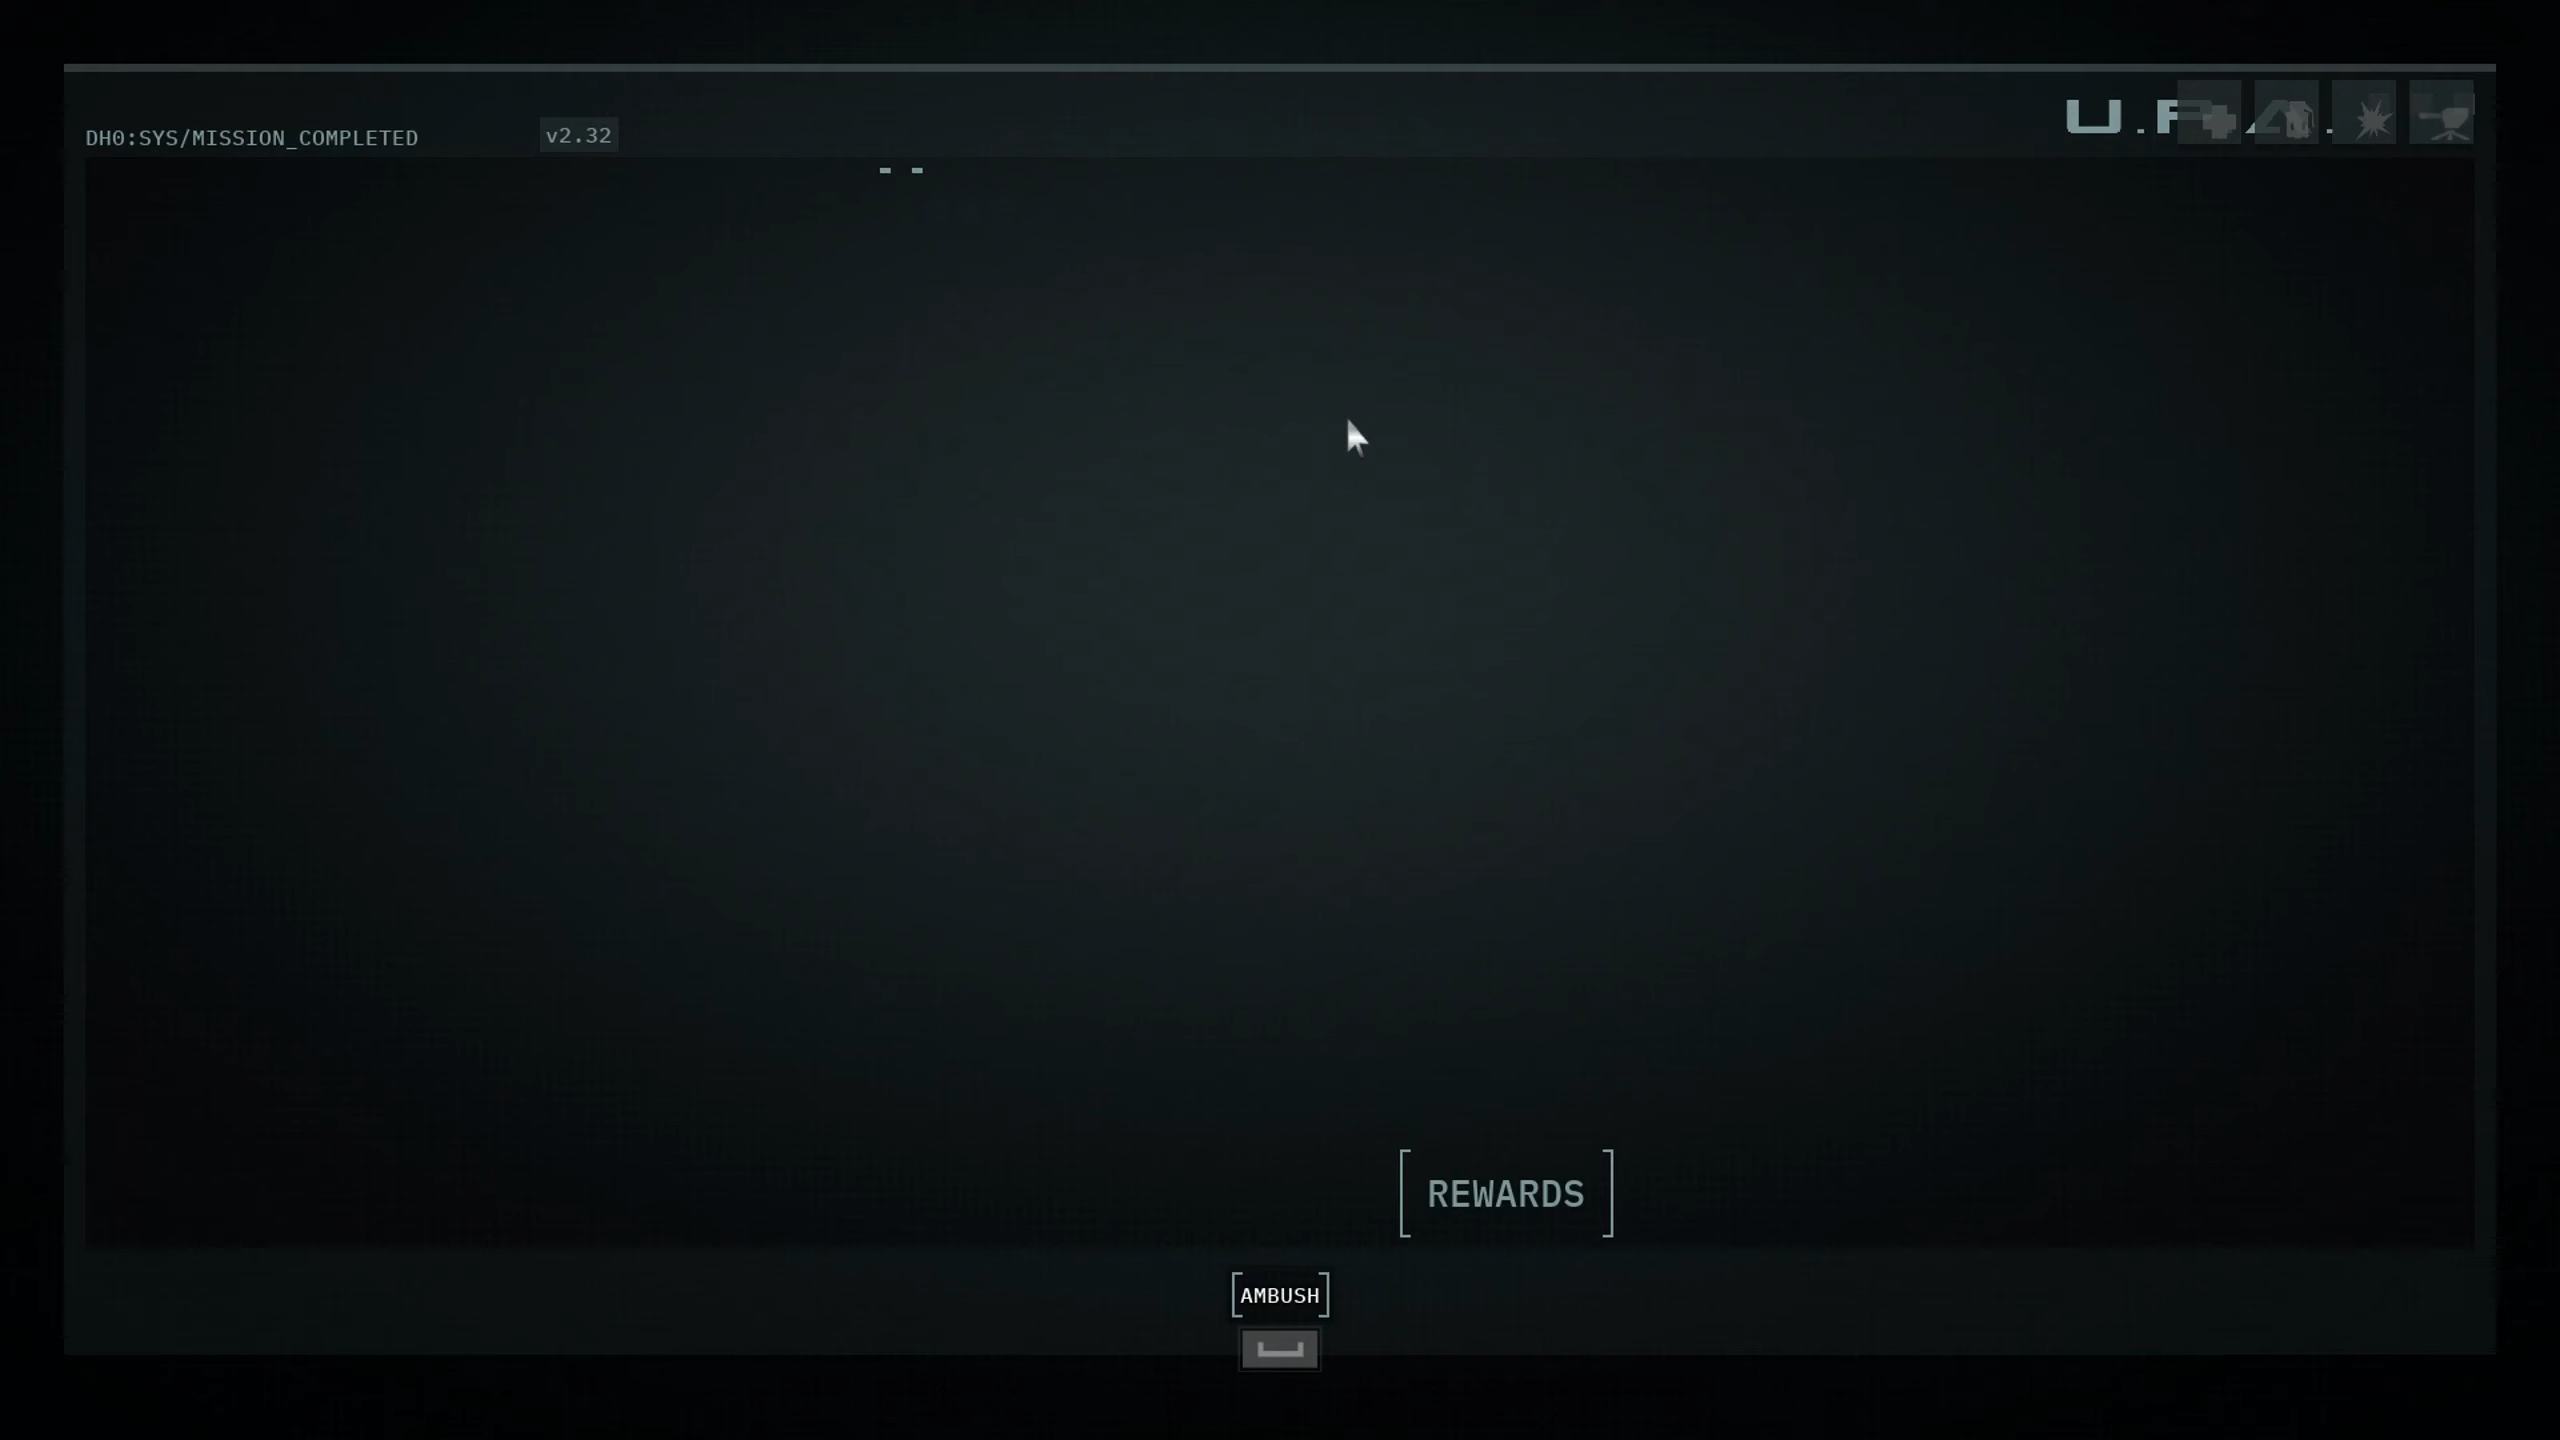 DH0:SYS/MISSION_COMPLETED
v2.32
- -
REWARDS
AMBUSH